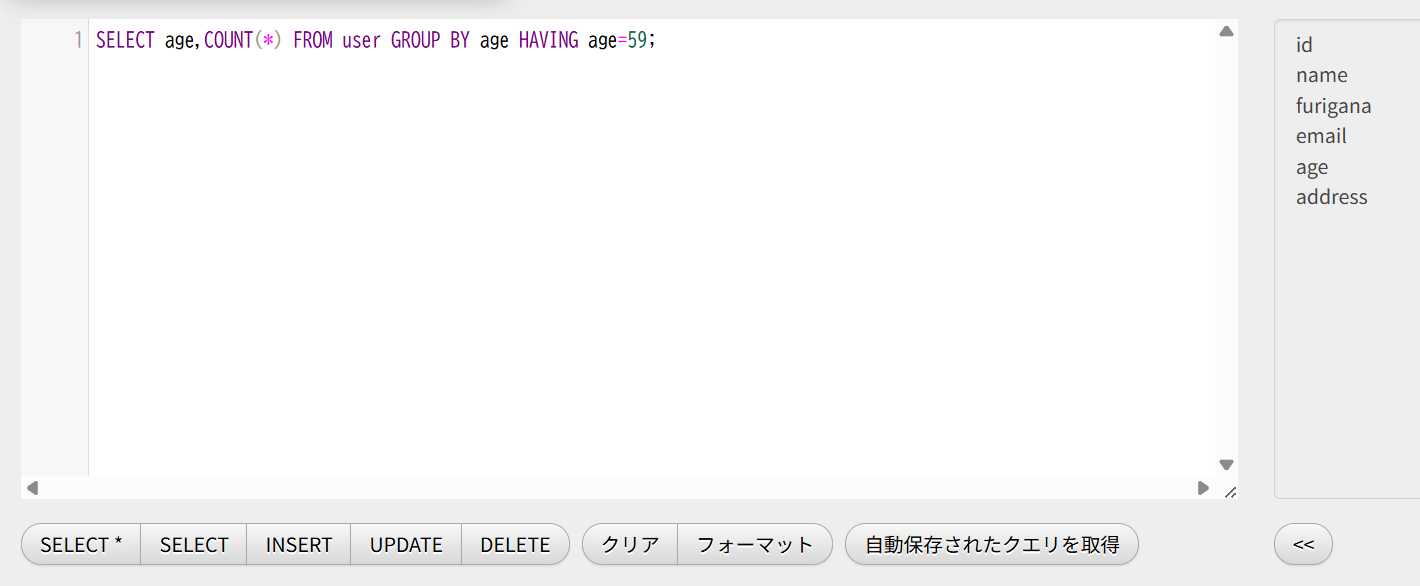 1 SELECT age,COUNT(*) FROM user GROUP BY age HAVING age=59;
id
name
furigana
email
age
address
SELECT * SELECT INSERT UPDATE DELETE クリア フォーマット 自動保存されたクエリを取得 <<